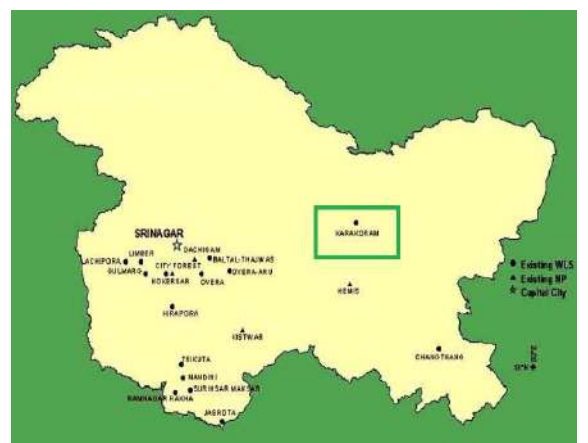 KARAKORAM
SRINAGAR
DACHIGAM
LACHIPORA
LIMBER
CITY FOREST
BALTAL-THAJWAS
GULMARG
KOKERSAR
OVERA
OVERA-ARU
HEMIS
HIRAPORA
KISTWAR
CHANGTHANG
TRIKUTA
NANDINI
SURINSAR MANSAR
RAMNAGAR RAKHA
JASROTA
Existing WLS
Existing NP
Capital City